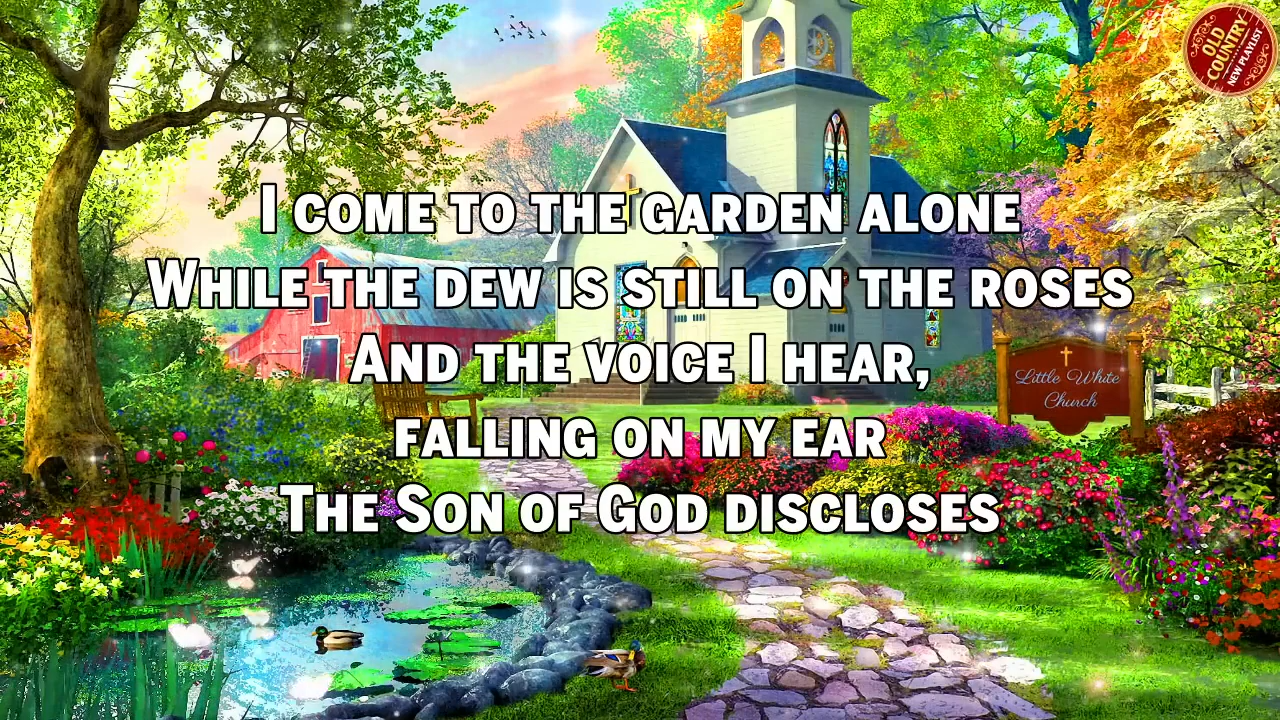 OLD
COUNTRY
NEW PLAYLIST
I COME TO THE GARDEN ALONE
WHILE THE DEW IS STILL ON THE ROSES
AND THE VOICE I HEAR,
FALLING ON MY EAR
THE SON OF GOD DISCLOSES
Little White
Church